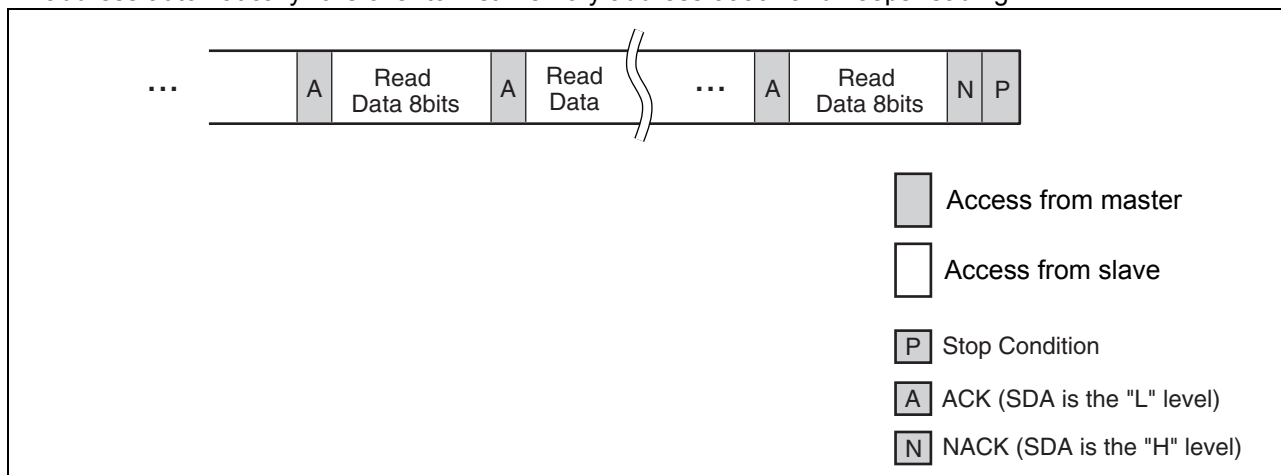 ... A Read Data 8bits A Read Data ... A Read Data 8bits N P
Access from master
Access from slave
P Stop Condition
A ACK (SDA is the "L" level)
N NACK (SDA is the "H" level)